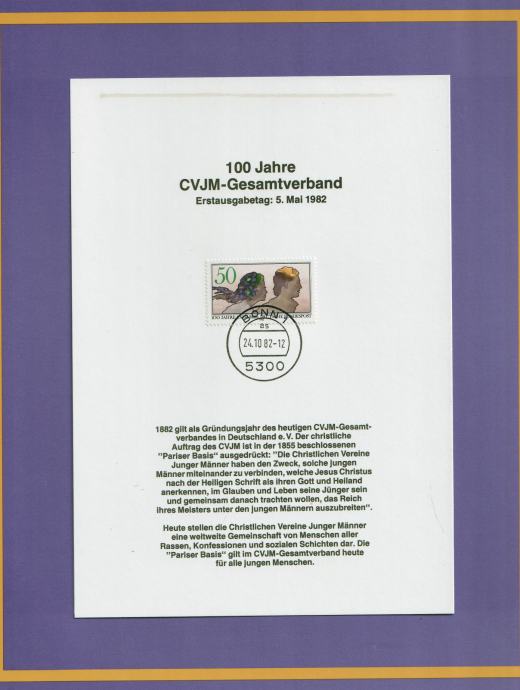 100 Jahre
CVJM-Gesamtverband
Erstausgabetag: 5. Mai 1982
50
100 JAHRE
BUNDESPOST
BONN 1
as
24.10.82-12
5300
1882 gilt als Gründungsjahr des heutigen CVJM-Gesamt-
verbandes in Deutschland e.V. Der christliche
Auftrag des CVJM ist in der 1855 beschlossenen
"Pariser Basis" ausgedrückt: "Die Christlichen Vereine
Junger Männer haben den Zweck, solche jungen
Männer miteinander zu verbinden, welche Jesus Christus
nach der Heiligen Schrift als ihren Gott und Heiland
anerkennen, im Glauben und Leben seine Jünger sein
und gemeinsam danach trachten wollen, das Reich
ihres Meisters unter den jungen Männern auszubreiten".
Heute stellen die Christlichen Vereine Junger Männer
eine weltweite Gemeinschaft von Menschen aller
Rassen, Konfessionen und sozialen Schichten dar. Die
"Pariser Basis" gilt im CVJM-Gesamtverband heute
für alle jungen Menschen.